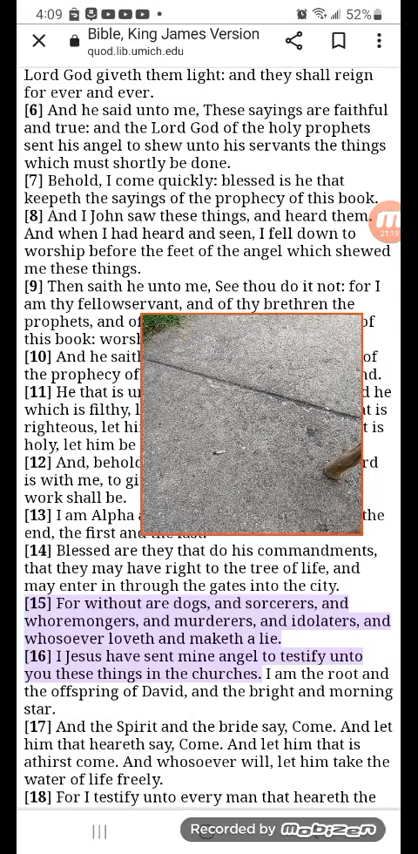 4:09
52%
Bible, King James Version
quod.lib.umich.edu
Lord God giveth them light: and they shall reign
for ever and ever.
[6] And he said unto me, These sayings are faithful
and true: and the Lord God of the holy prophets
sent his angel to shew unto his servants the things
which must shortly be done.
[7] Behold, I come quickly: blessed is he that
keepeth the sayings of the prophecy of this book.
[8] And I John saw these things, and heard them.
And when I had heard and seen, I fell down to
worship before the feet of the angel which shewed
me these things.
[9] Then saith he unto me, See thou do it not: for I
am thy fellowservant, and of thy brethren the
prophets, and of
this book:
[10] And he saith of
the prophecy of
[11] He that is he
which is filthy, is
righteous, let is
holy, let him be
[12] And, behold
is with me, to
work shall be.
[13] I am Alpha the
end, the first and the last.
[14] Blessed are they that do his commandments,
that they may have right to the tree of life, and
may enter in through the gates into the city.
[15] For without are dogs, and sorcerers, and
whoremongers, and murderers, and idolaters, and
whosoever loveth and maketh a lie.
[16] I Jesus have sent mine angel to testify unto
you these things in the churches. I am the root and
the offspring of David, and the bright and morning
star.
[17] And the Spirit and the bride say, Come. And let
him that heareth say, Come. And let him that is
athirst come. And whosoever will, let him take the
water of life freely.
[18] For I testify unto every man that heareth the
21:19
Recorded by mobizen